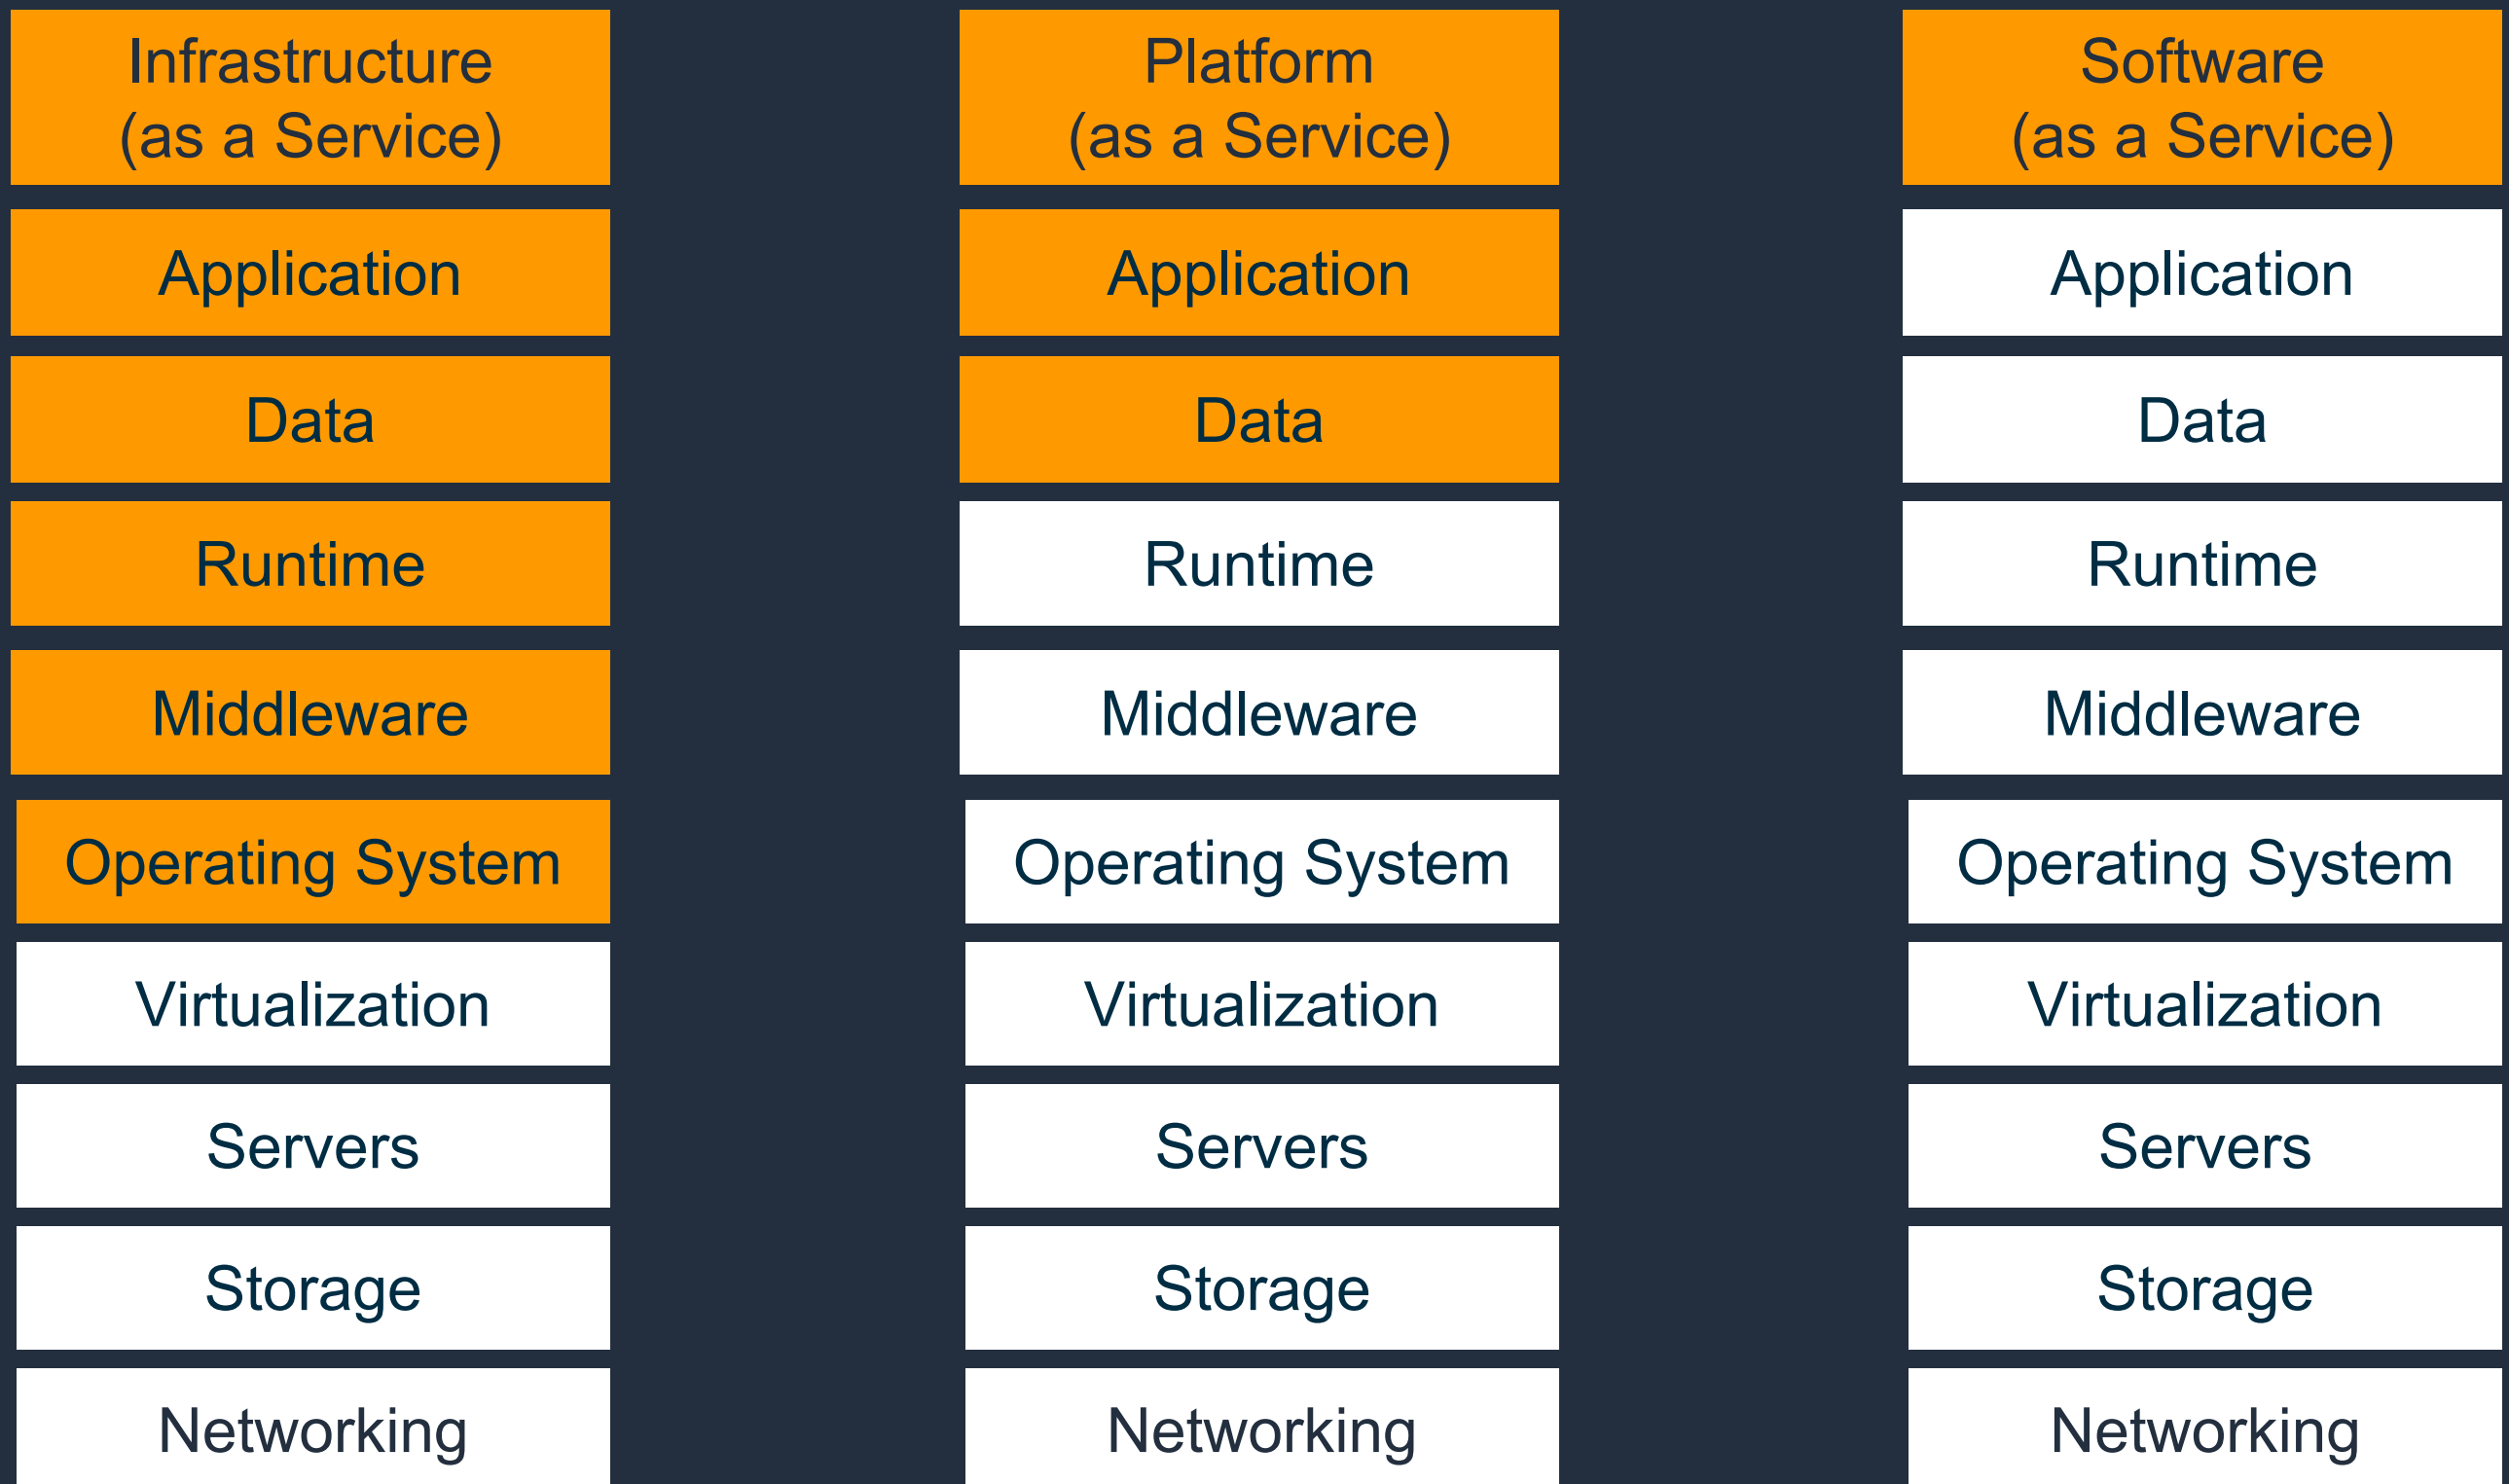 Infrastructure
(as a Service)
Application
Data
Runtime
Middleware
Operating System
Virtualization
Servers
Storage
Networking
Platform
(as a Service)
Application
Data
Runtime
Middleware
Operating System
Virtualization
Servers
Storage
Networking
Software
(as a Service)
Application
Data
Runtime
Middleware
Operating System
Virtualization
Servers
Storage
Networking